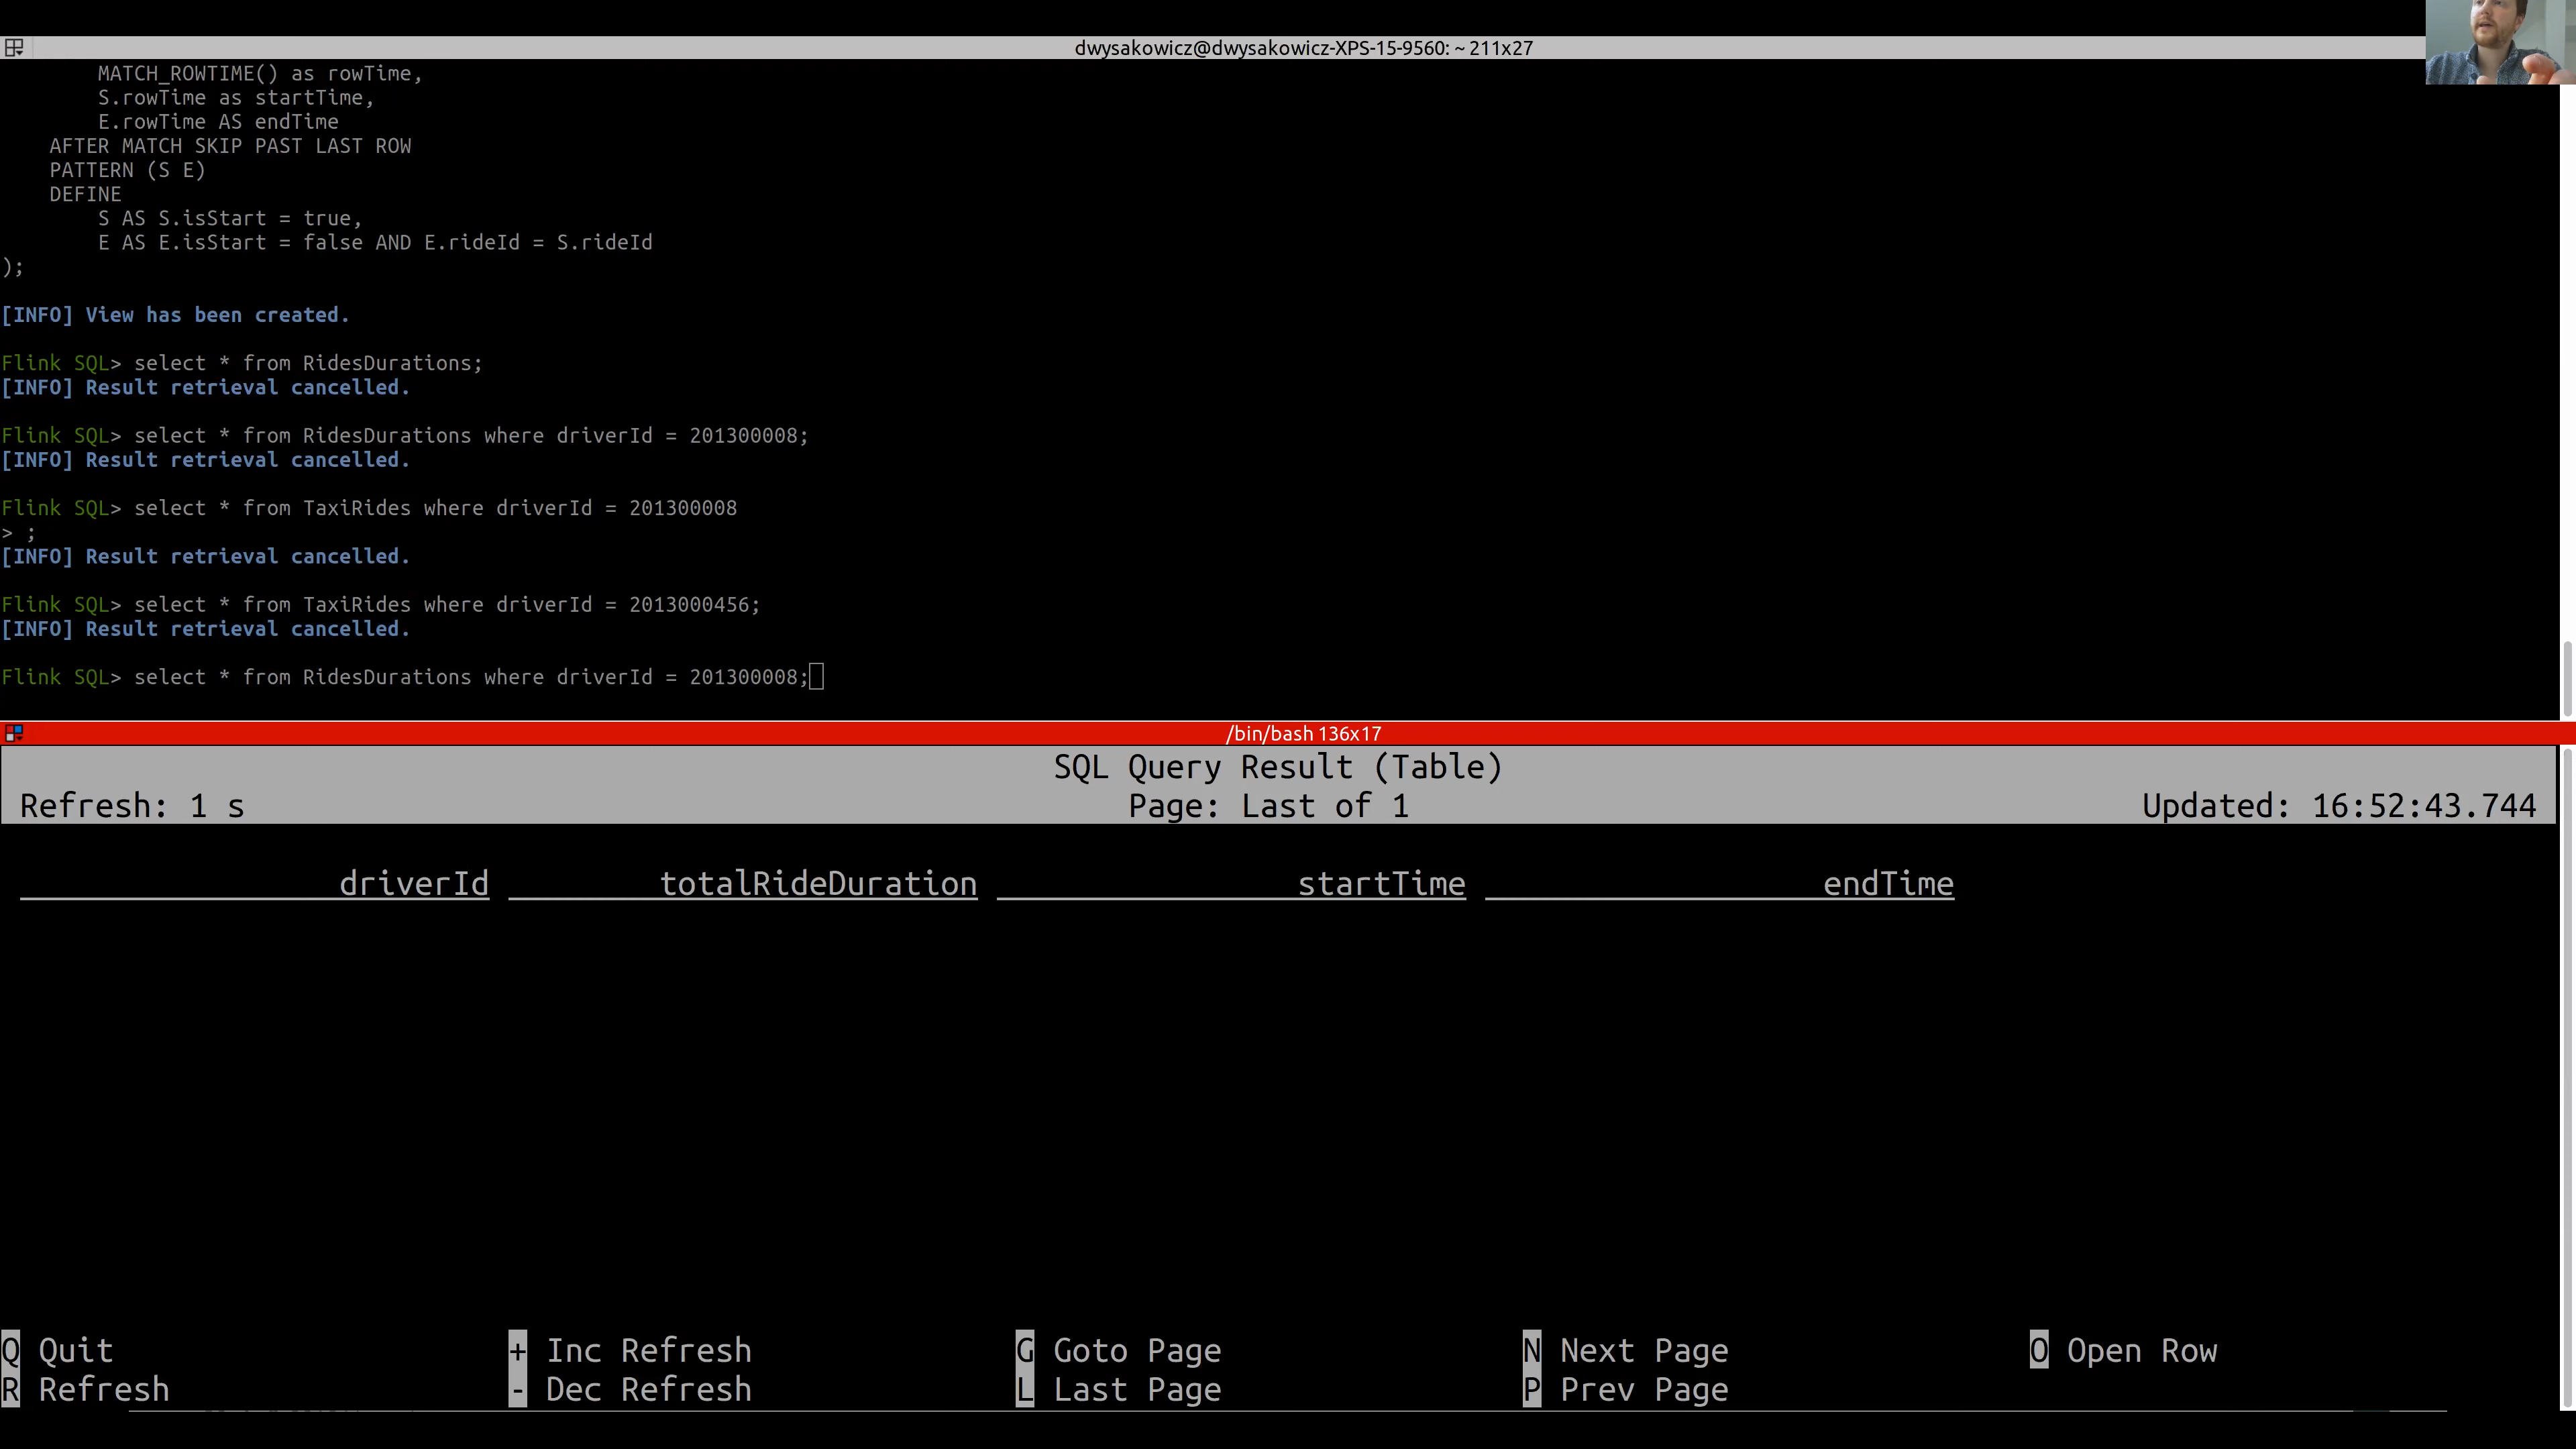 dwysakowicz@dwysakowicz-XPS-15-9560: ~ 211x27
MATCH_ROWTIME() as rowTime,
S.rowTime as startTime,
E.rowTime AS endTime
AFTER MATCH SKIP PAST LAST ROW
PATTERN (S E)
DEFINE
S AS S.isStart = true,
E AS E.isStart = false AND E.rideId = S.rideId
);
[INFO] View has been created.
Flink SQL> select * from RidesDurations;
[INFO] Result retrieval cancelled.
Flink SQL> select * from RidesDurations where driverId = 201300008;
[INFO] Result retrieval cancelled.
Flink SQL> select * from TaxiRides where driverId = 201300008
> ;
[INFO] Result retrieval cancelled.
Flink SQL> select * from TaxiRides where driverId = 2013000456;
[INFO] Result retrieval cancelled.
Flink SQL> select * from RidesDurations where driverId = 201300008;
/bin/bash 136x17
SQL Query Result (Table)
Refresh: 1 s Page: Last of 1 Updated: 16:52:43.744
driverId totalRideDuration startTime endTime
Q Quit + Inc Refresh G Goto Page N Next Page O Open Row
R Refresh - Dec Refresh L Last Page P Prev Page